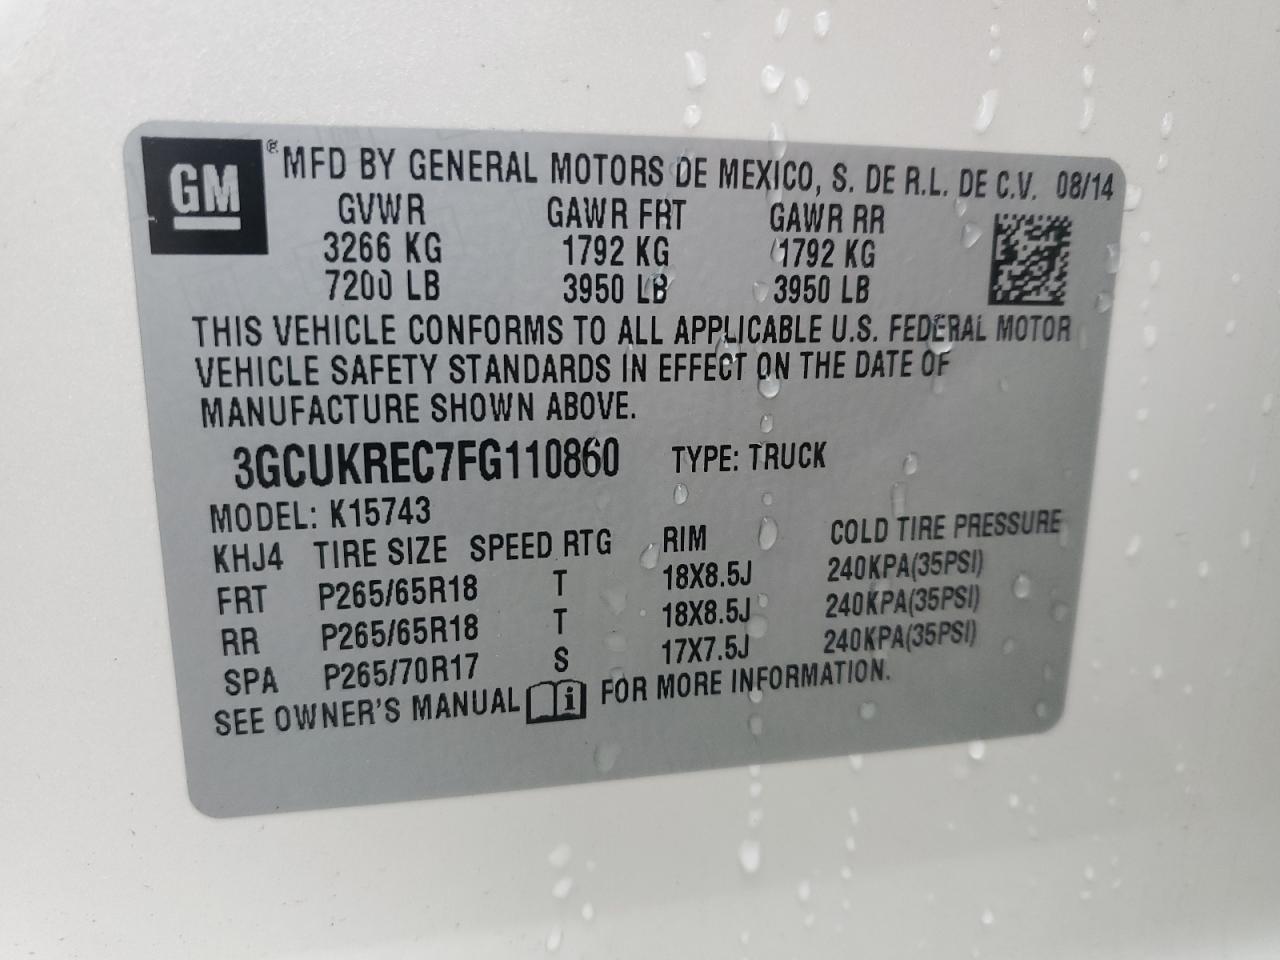 GM ® MFD BY GENERAL MOTORS DE MEXICO, S. DE R.L. DE C.V. 08/14
GVWR GAWR FRT GAWR RR
3266 KG 1792 KG 1792 KG
7200 LB 3950 LB 3950 LB
THIS VEHICLE CONFORMS TO ALL APPLICABLE U.S. FEDERAL MOTOR
VEHICLE SAFETY STANDARDS IN EFFECT ON THE DATE OF
MANUFACTURE SHOWN ABOVE.
3GCUKREC7FG110860 TYPE: TRUCK
MODEL: K15743
KHJ4 TIRE SIZE SPEED RTG RIM COLD TIRE PRESSURE
FRT P265/65R18 T 18X8.5J 240KPA(35PSI)
RR P265/65R18 T 18X8.5J 240KPA(35PSI)
SPA P265/70R17 S 17X7.5J 240KPA(35PSI)
SEE OWNER'S MANUAL i FOR MORE INFORMATION.